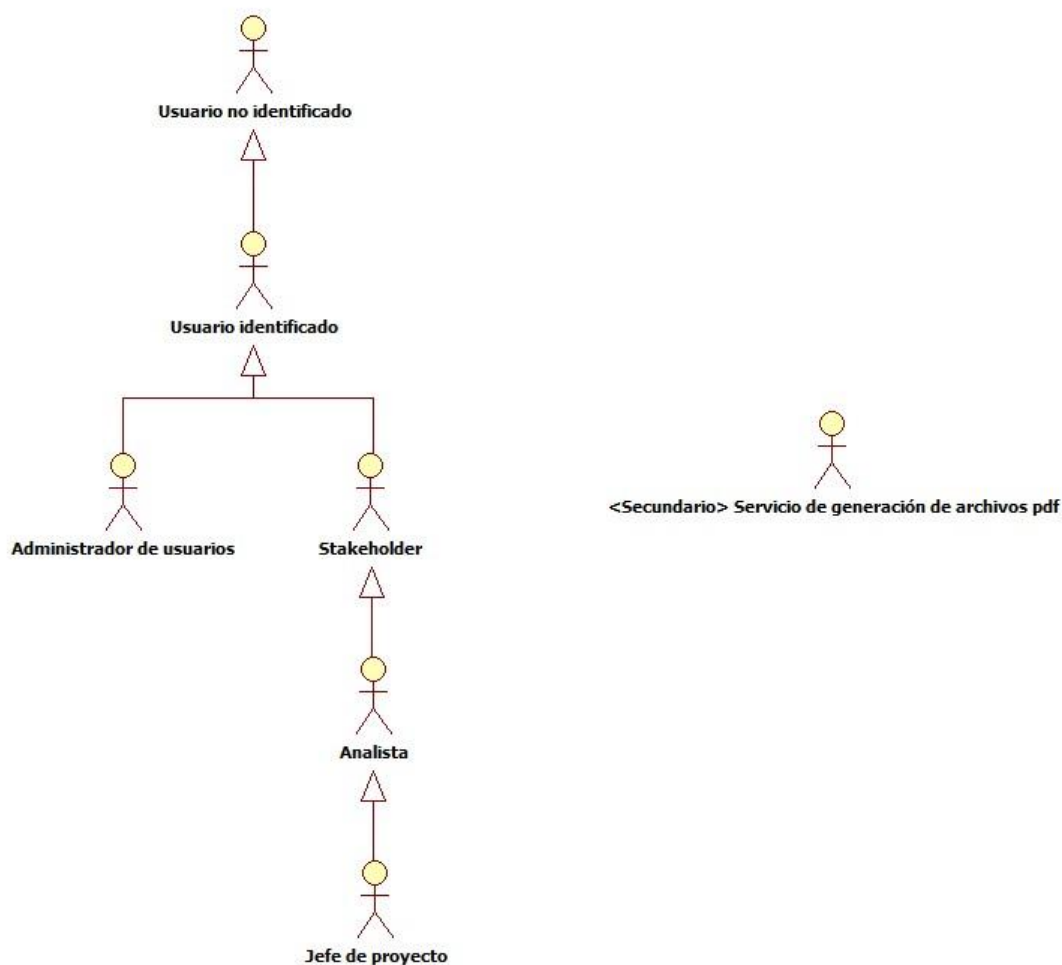 Usuario no identificado
Usuario identificado
<Secundario> Servicio de generación de archivos pdf
Administrador de usuarios
Stakeholder
Analista
Jefe de proyecto